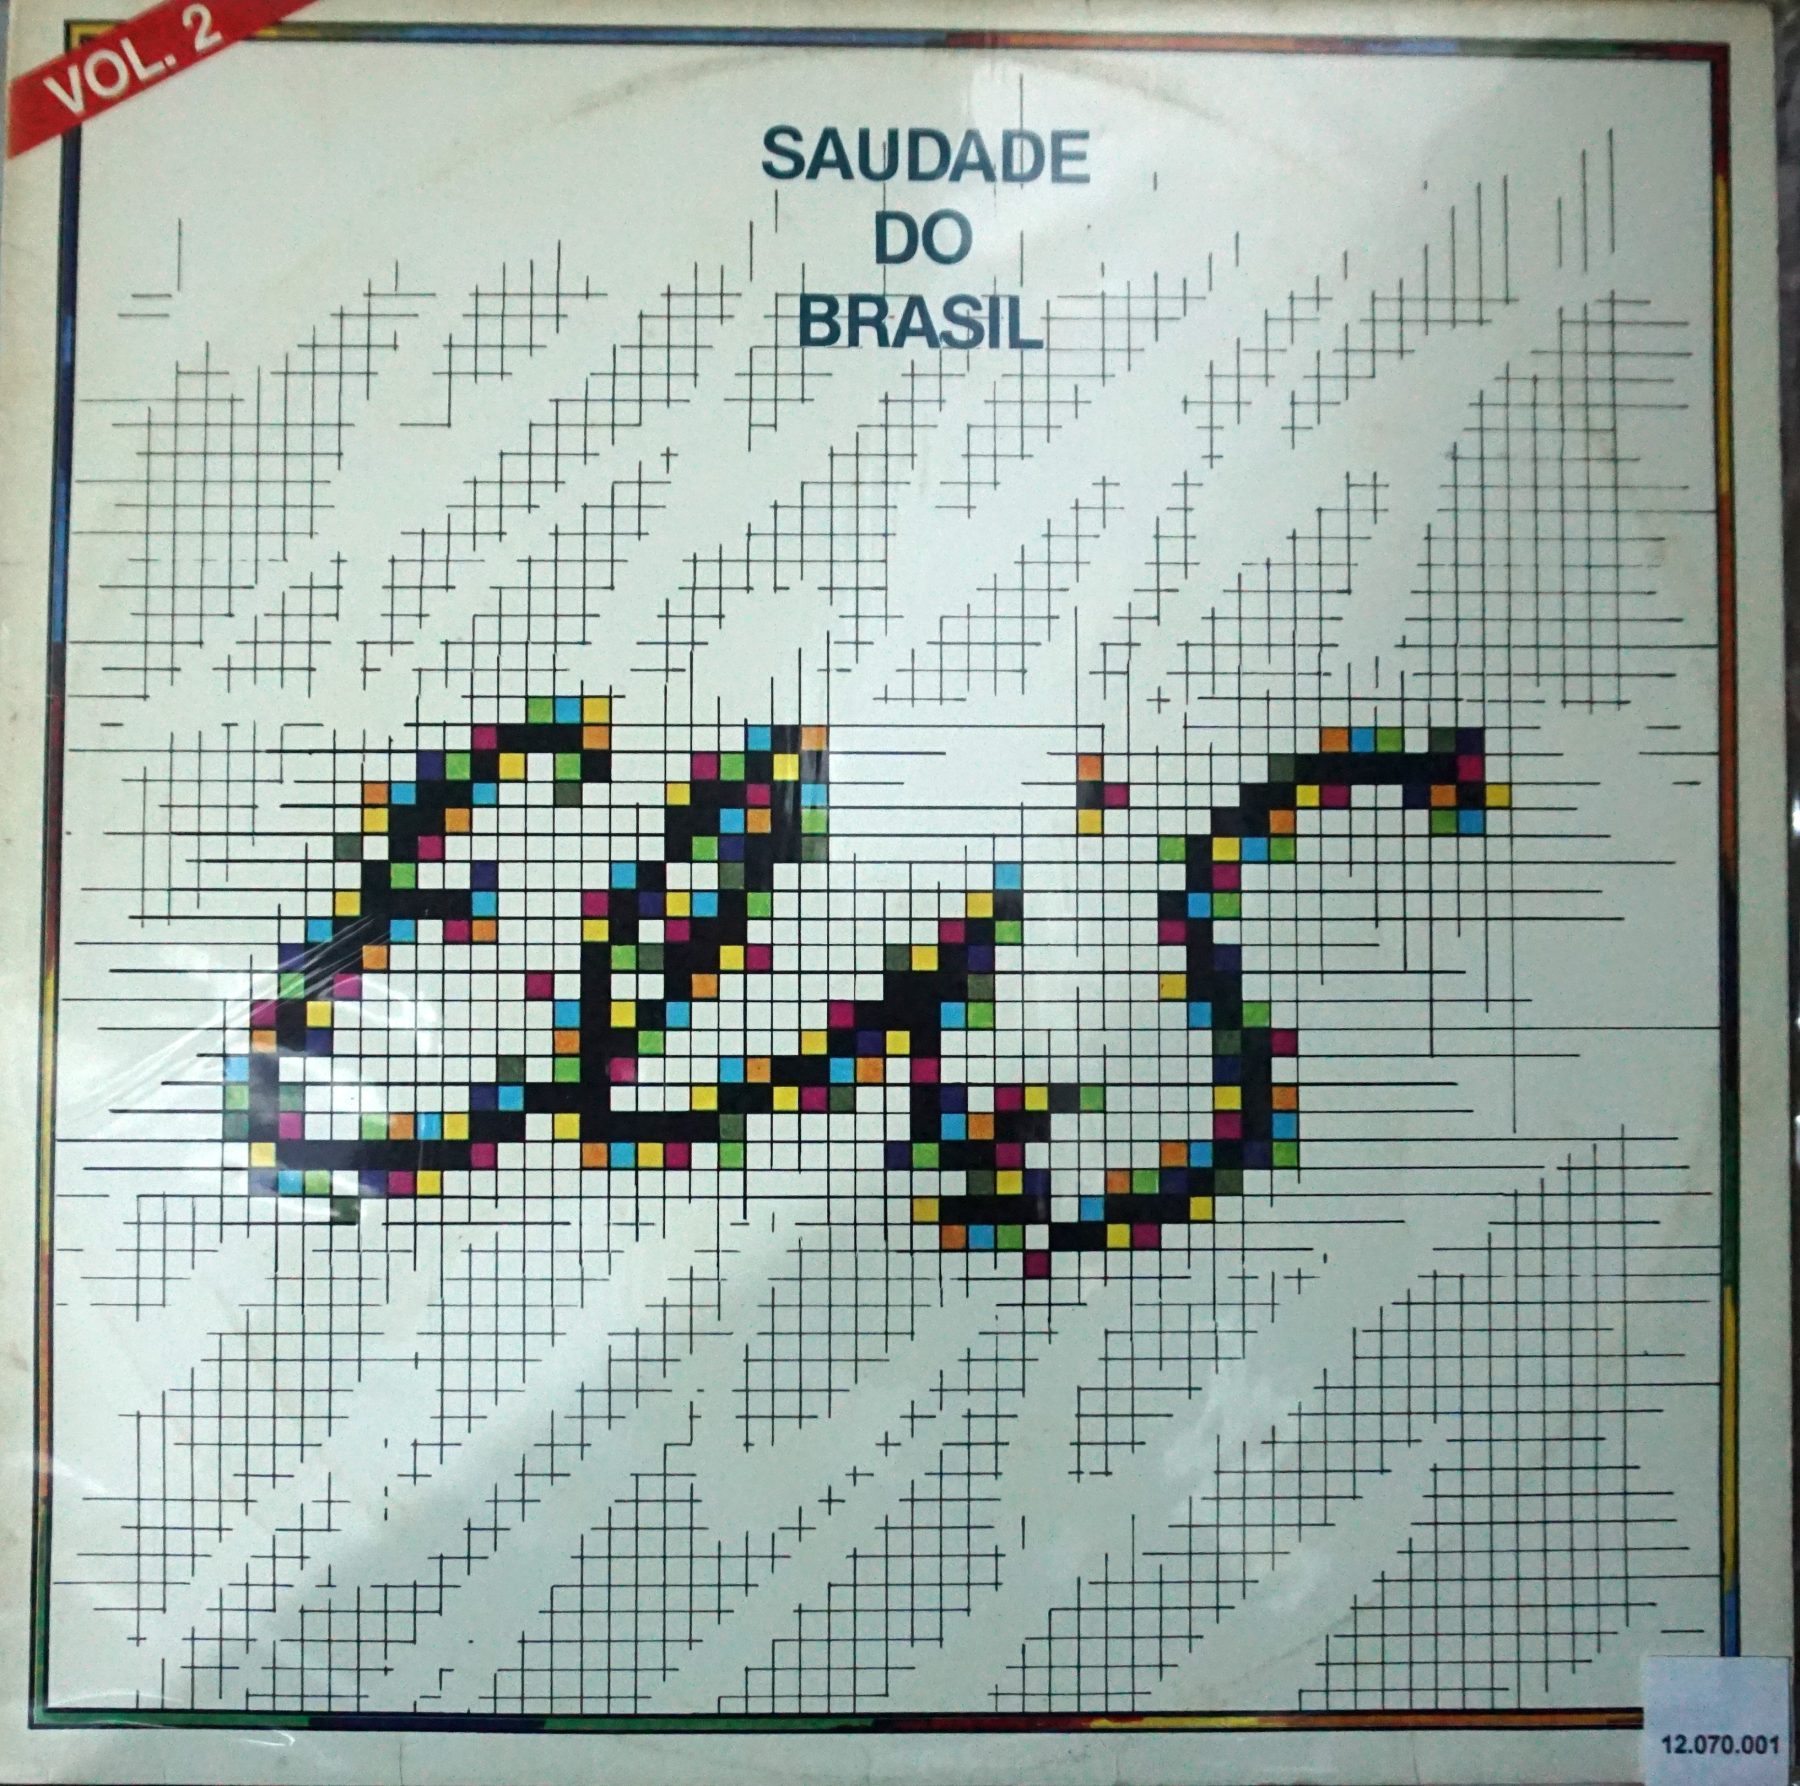 VOL. 2
SAUDADE
DO
BRASIL
Elis
12.070.001